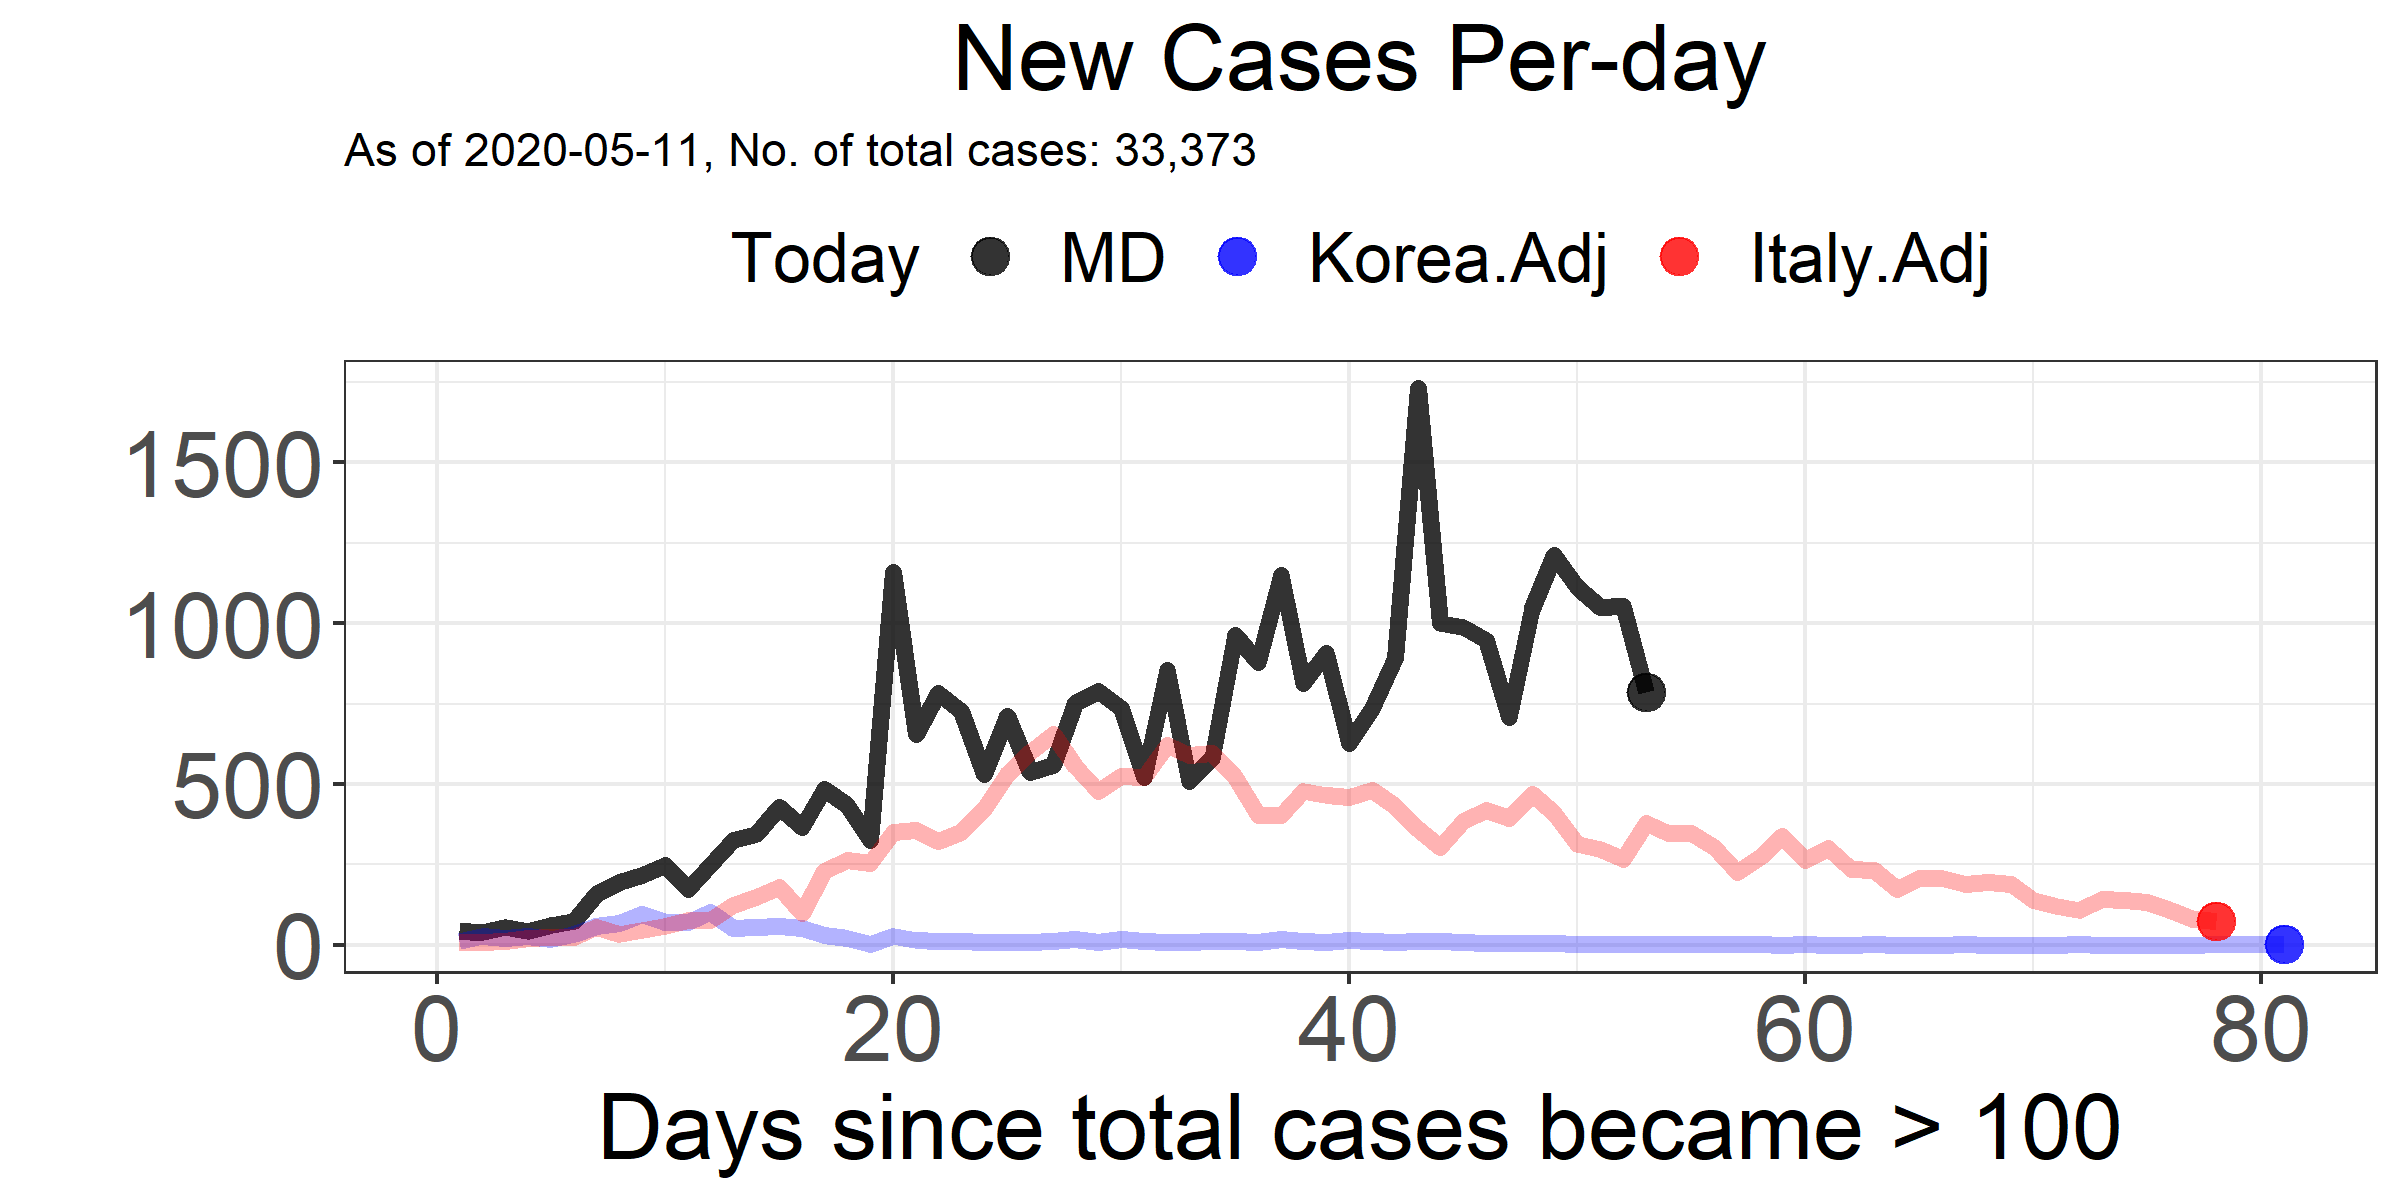 New Cases Per-day
As of 2020-05-11, No. of total cases: 33,373
Today MD Korea.Adj Italy.Adj
1500
1000
500
0
0 20 40 60 80
Days since total cases became > 100